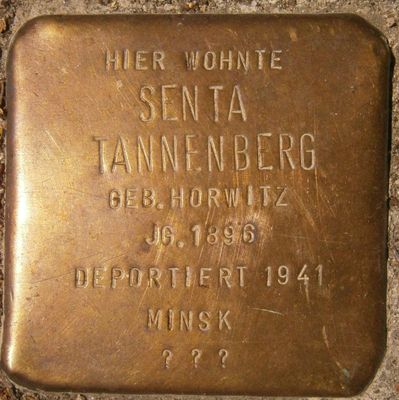 HIER WOHNTE
SENTA
TANNENBERG
GEB. HORWITZ
JG. 1896
DEPORTIERT 1941
MINSK
? ? ?